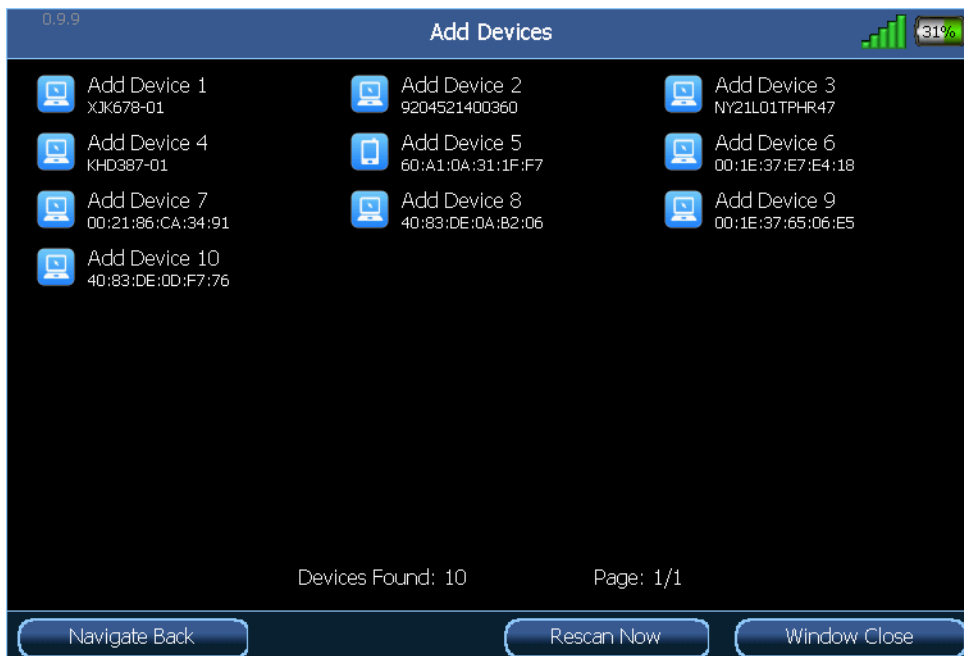 0.9.9
Add Devices
31%
Add Device 1
XJK678-01
Add Device 2
9204521400360
Add Device 3
NY21L01TPHR47
Add Device 4
KHD387-01
Add Device 5
60:A1:0A:31:1F:F7
Add Device 6
00:1E:37:E7:E4:18
Add Device 7
00:21:86:CA:34:91
Add Device 8
40:83:DE:0A:B2:06
Add Device 9
00:1E:37:65:06:E5
Add Device 10
40:83:DE:0D:F7:76
Devices Found: 10
Page: 1/1
Navigate Back
Rescan Now
Window Close